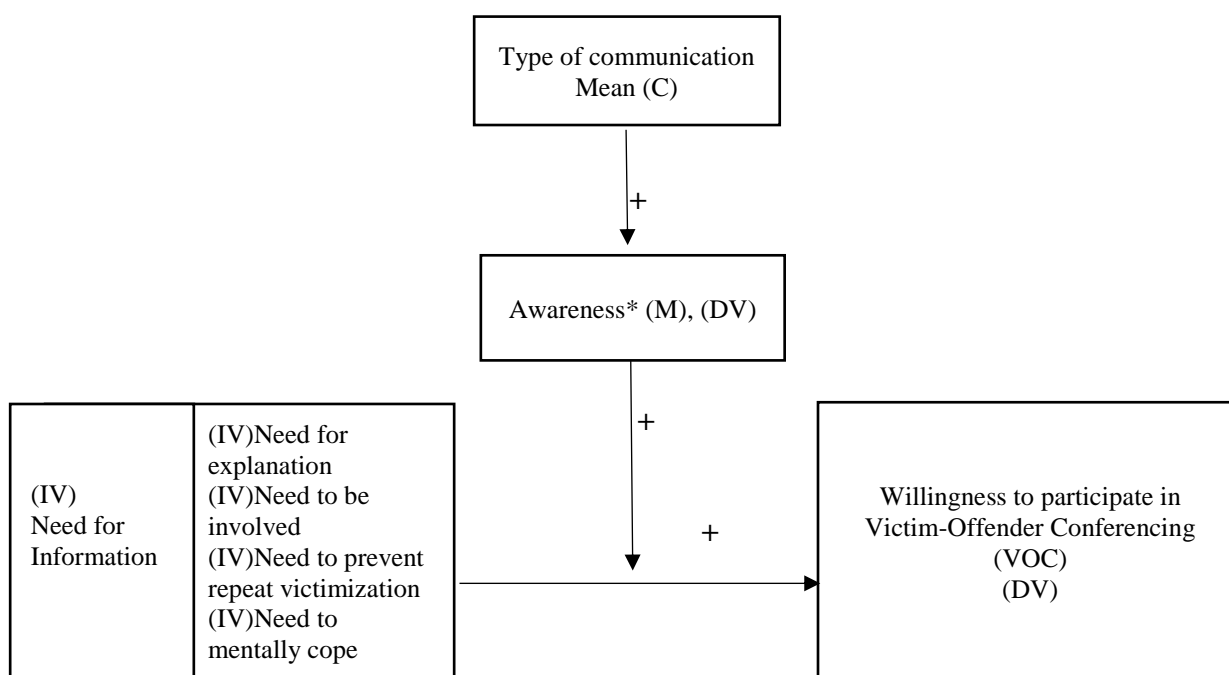 Type of communication
Mean (C)
+
Awareness* (M), (DV)
+
(IV)
Need for
Information
(IV)Need for
explanation
(IV)Need to be
involved
(IV)Need to prevent
repeat victimization
(IV)Need to
mentally cope
+
Willingness to participate in
Victim-Offender Conferencing
(VOC)
(DV)